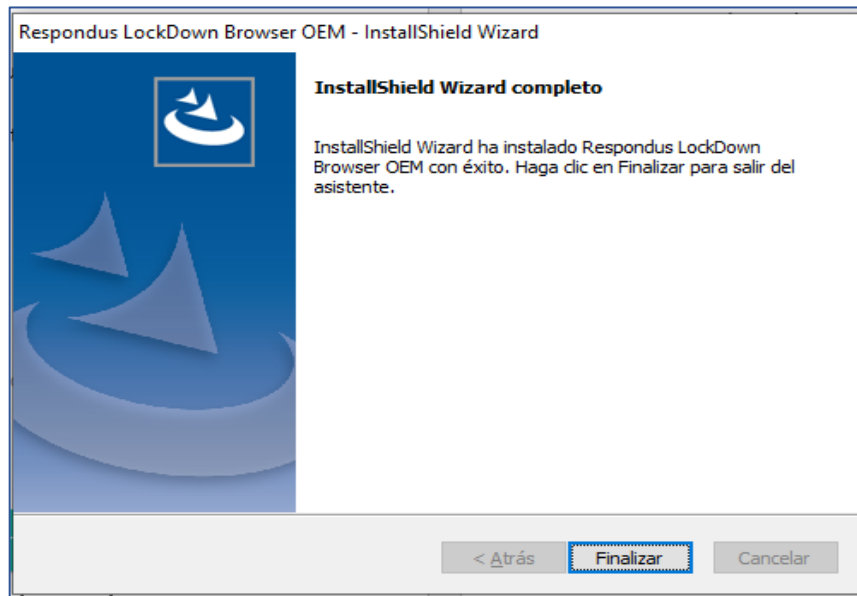 Respondus LockDown Browser OEM - InstallShield Wizard
InstallShield Wizard completo
InstallShield Wizard ha instalado Respondus LockDown
Browser OEM con éxito. Haga clic en Finalizar para salir del
asistente.
< Atrás
Finalizar
Cancelar